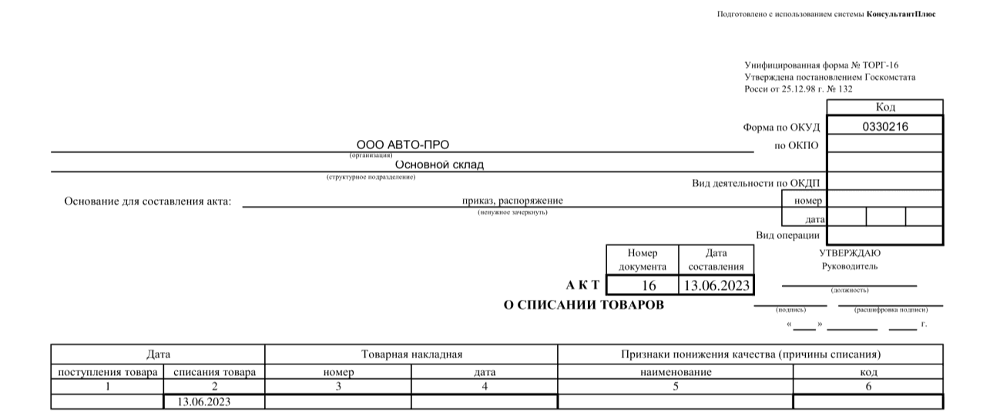 Подготовлено с использованием системы КонсультантПлюс
Унифицированная форма № ТОРГ-16
Утверждена постановлением Госкомстата
Росси от 25.12.98 г. № 132
Код
Форма по ОКУД 0330216
ООО АВТО-ПРО по ОКПО
(организация)
Основной склад
(структурное подразделение)
Вид деятельности по ОКДП
Основание для составления акта: приказ, распоряжение номер
(ненужное зачеркнуть)
дата
Вид операции
Номер Дата УТВЕРЖДАЮ
документа составления Руководитель
А К Т 16 13.06.2023
(должность)
О СПИСАНИИ ТОВАРОВ
(подпись) (расшифровка подписи)
« ___ » ______ ___ г.
Дата Товарная накладная Признаки понижения качества (причины списания)
поступления товара списания товара номер дата наименование код
1 2 3 4 5 6
13.06.2023